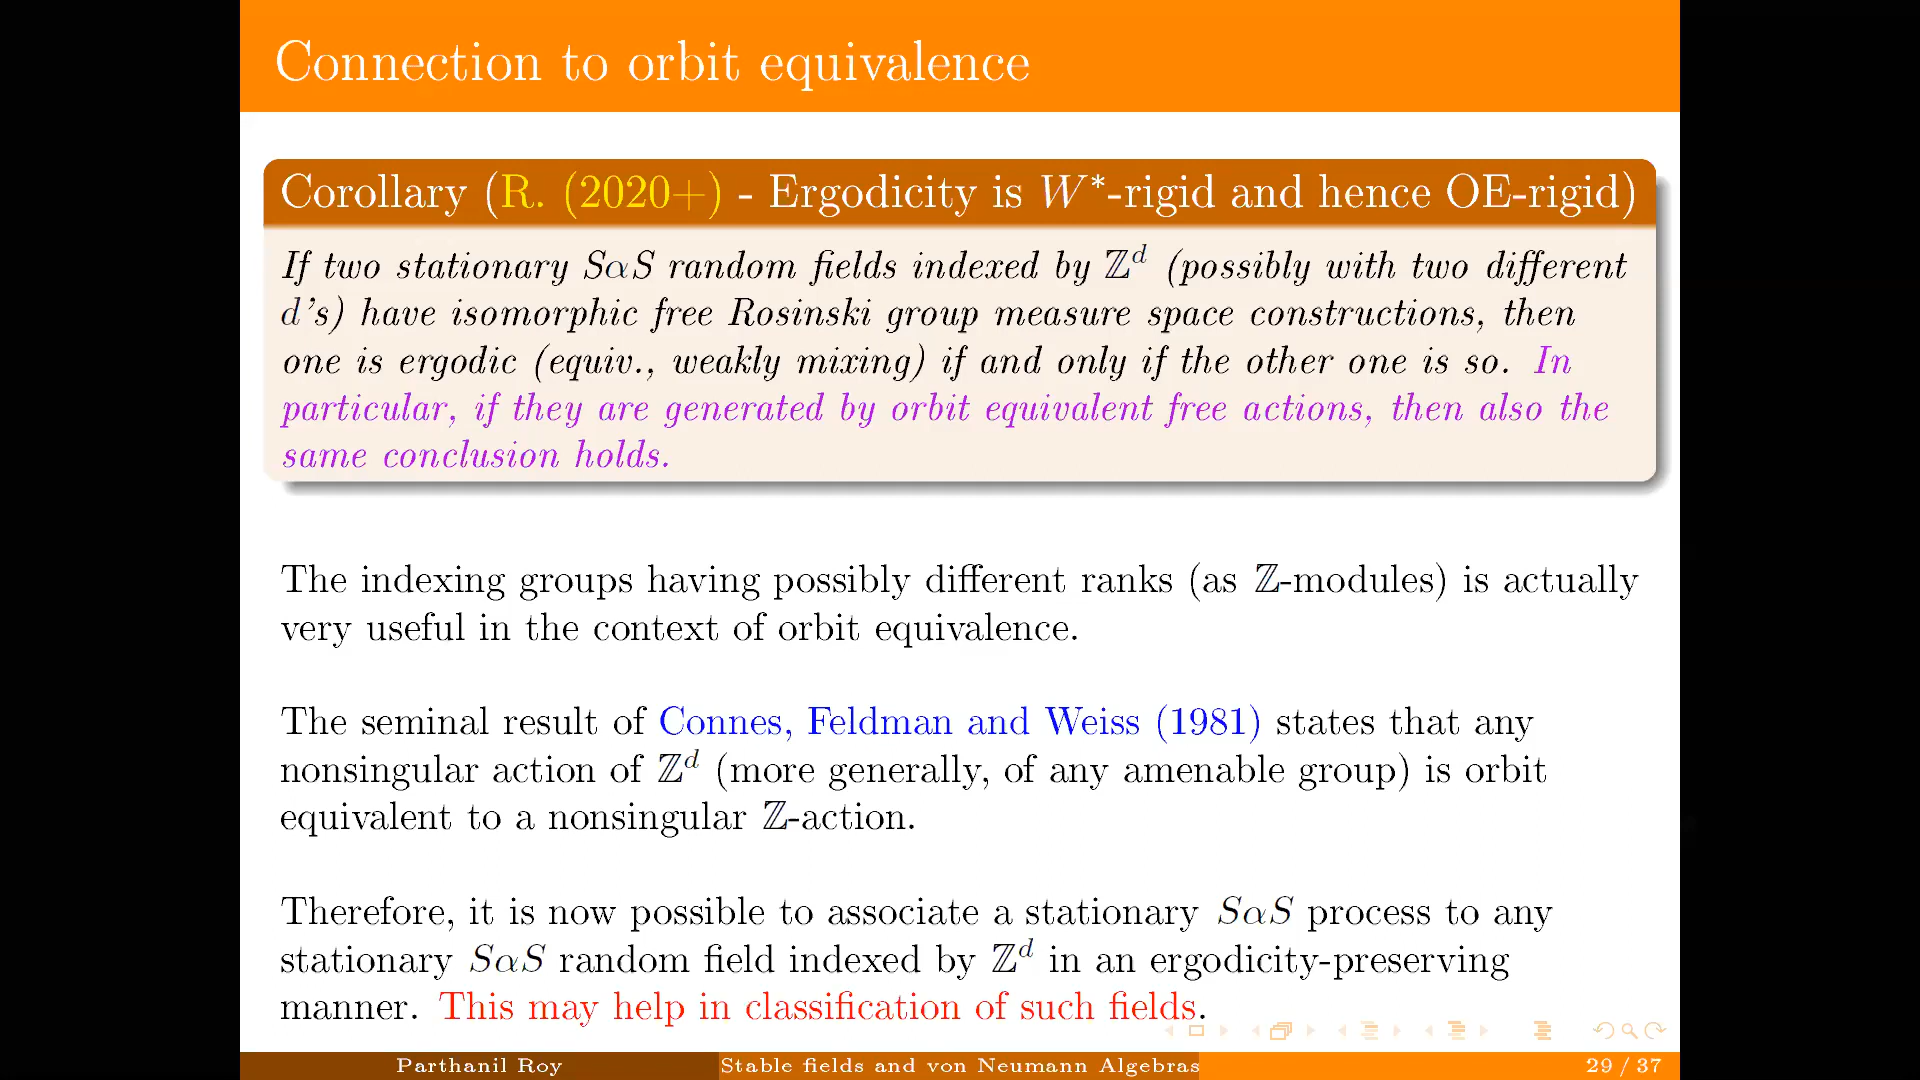 Connection to orbit equivalence
Corollary (R. (2020+) - Ergodicity is W*-rigid and hence OE-rigid)
If two stationary SαS random fields indexed by ℤᵈ (possibly with two different
d's) have isomorphic free Rosinski group measure space constructions, then
one is ergodic (equiv., weakly mixing) if and only if the other one is so. In
particular, if they are generated by orbit equivalent free actions, then also the
same conclusion holds.
The indexing groups having possibly different ranks (as ℤ-modules) is actually
very useful in the context of orbit equivalence.
The seminal result of Connes, Feldman and Weiss (1981) states that any
nonsingular action of ℤᵈ (more generally, of any amenable group) is orbit
equivalent to a nonsingular ℤ-action.
Therefore, it is now possible to associate a stationary SαS process to any
stationary SαS random field indexed by ℤᵈ in an ergodicity-preserving
manner. This may help in classification of such fields.
Parthanil Roy Stable fields and von Neumann Algebras 29 / 37